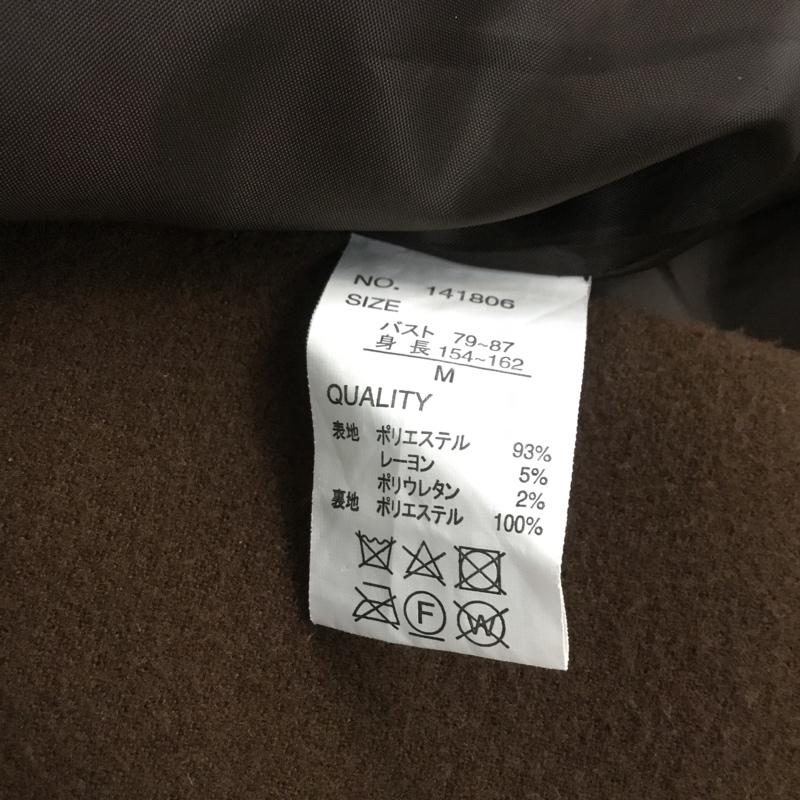 NO. 141806
SIZE
バスト 79~87
身 長 154~162
M
QUALITY
表地 ポリエステル 93%
レーヨン 5%
ポリウレタン 2%
裏地 ポリエステル 100%
F W